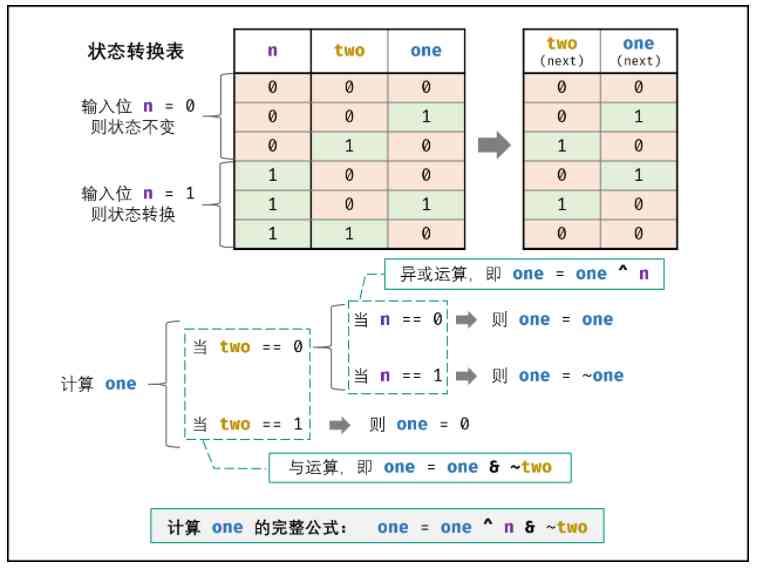 状态转换表
n two one
two one
(next) (next)
输入位 n = 0
则状态不变
输入位 n = 1
则状态转换
0 0 0 0 0
0 0 1 0 1
0 1 0 1 0
1 0 0 0 1
1 0 1 1 0
1 1 0 0 0
异或运算，即 one = one ^ n
当 n == 0 则 one = one
当 two == 0
当 n == 1 则 one = ~one
计算 one
当 two == 1 则 one = 0
与运算，即 one = one & ~two
计算 one 的完整公式： one = one ^ n & ~two